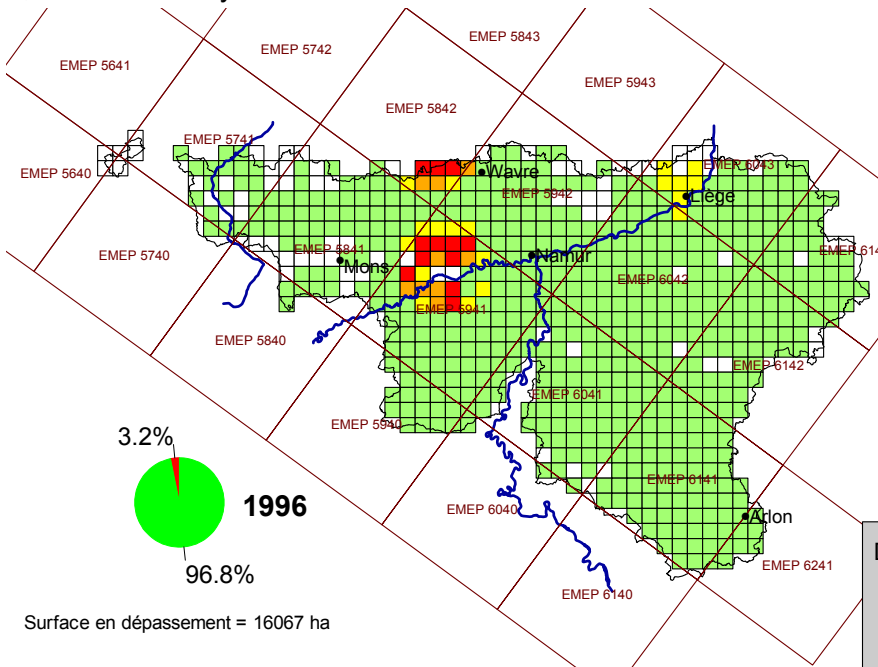 EMEP 5843
EMEP 5742
EMEP 5641
EMEP 5943
EMEP 5842
EMEP 5741
EMEP 6043
EMEP 5640
Wavre
EMEP 5942
Liège
EMEP 5841
EMEP 614
EMEP 5740
Mons
Namur
EMEP 6042
EMEP 5941
EMEP 5840
EMEP 6142
EMEP 6041
EMEP 5940
3.2%
EMEP 6141
1996
EMEP 6040
Arlon
EMEP 6241
96.8%
EMEP 6140
Surface en dépassement = 16067 ha